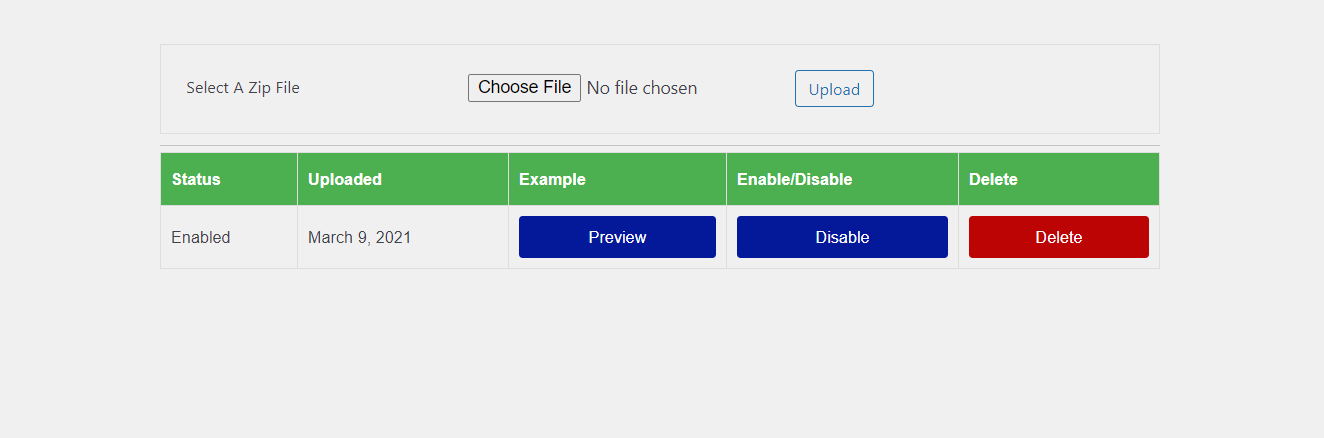 Select A Zip File Choose File No file chosen Upload
Status Uploaded Example Enable/Disable Delete
Enabled March 9, 2021 Preview Disable Delete